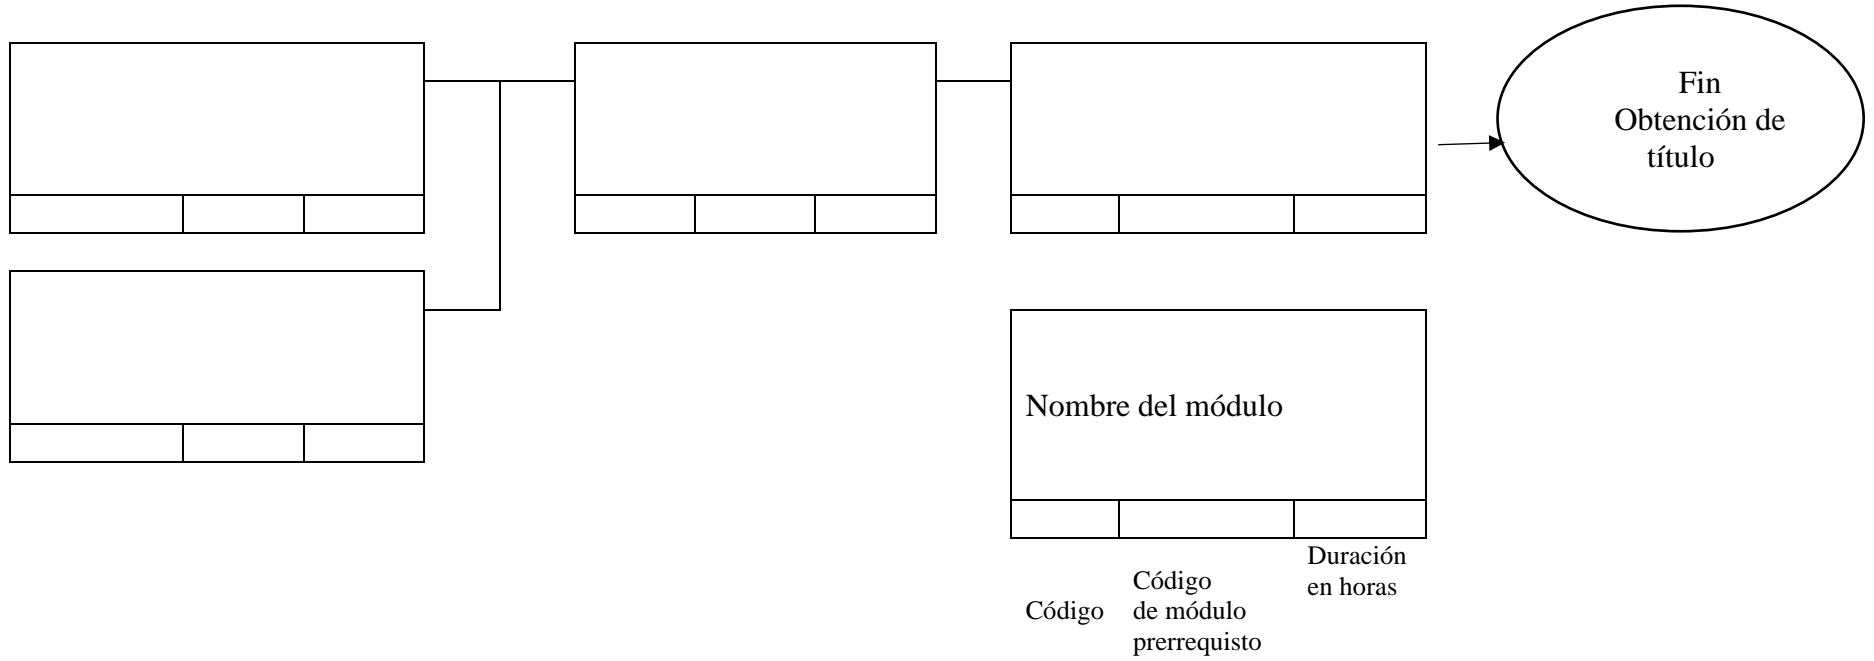 Fin
Obtención de
título
Nombre del módulo
Código
Código
de módulo
prerrequisto
Duración
en horas